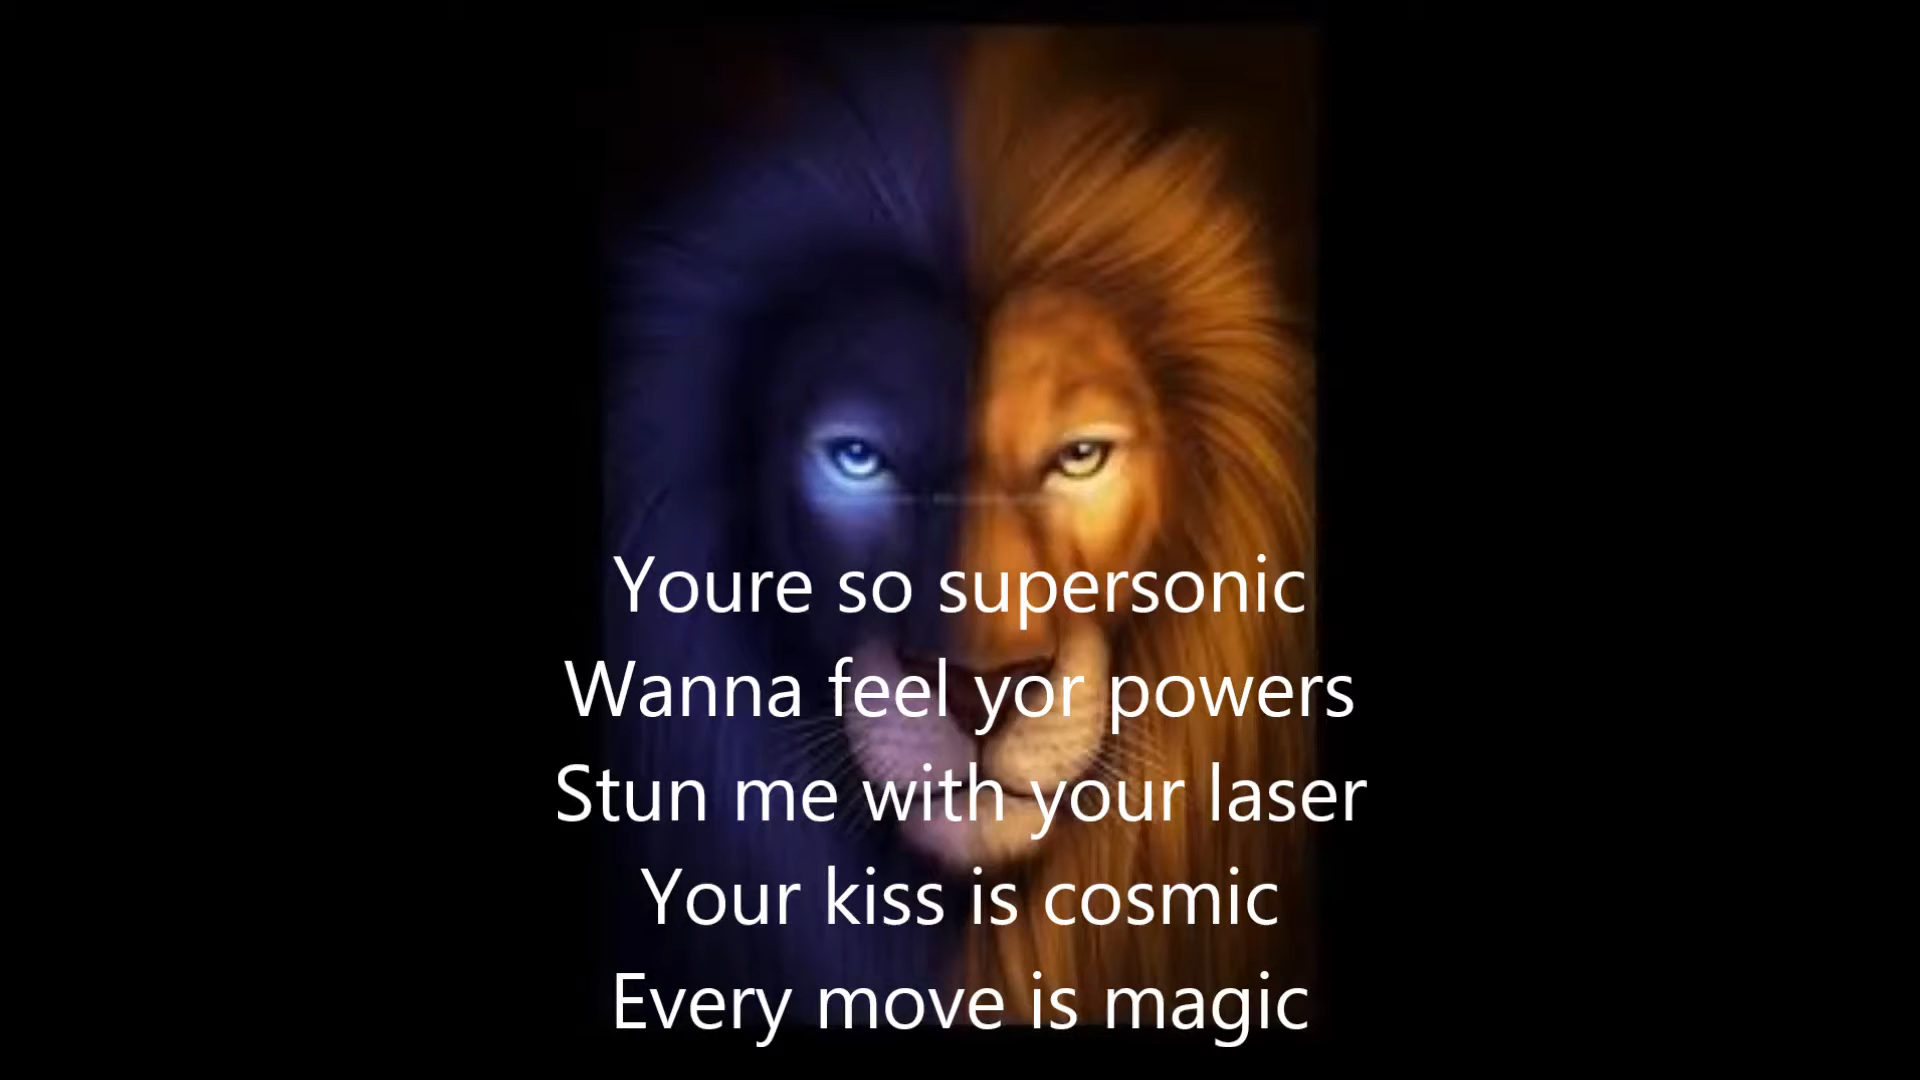 Youre so supersonic
Wanna feel yor powers
Stun me with your laser
Your kiss is cosmic
Every move is magic